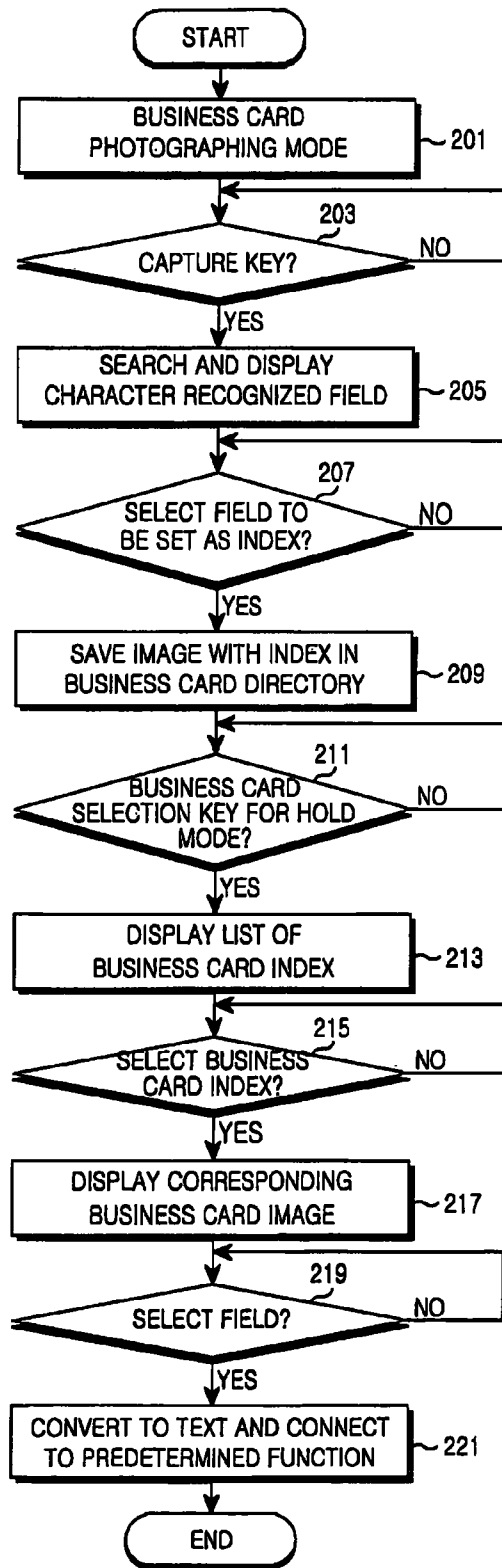 START
BUSINESS CARD
PHOTOGRAPHING MODE
201
203
CAPTURE KEY?
NO
YES
SEARCH AND DISPLAY
CHARACTER RECOGNIZED FIELD
205
207
SELECT FIELD TO
BE SET AS INDEX?
NO
YES
SAVE IMAGE WITH INDEX IN
BUSINESS CARD DIRECTORY
209
211
BUSINESS CARD
SELECTION KEY FOR HOLD
MODE?
NO
YES
DISPLAY LIST OF
BUSINESS CARD INDEX
213
215
SELECT BUSINESS
CARD INDEX?
NO
YES
DISPLAY CORRESPONDING
BUSINESS CARD IMAGE
217
219
SELECT FIELD?
NO
YES
CONVERT TO TEXT AND CONNECT
TO PREDETERMINED FUNCTION
221
END